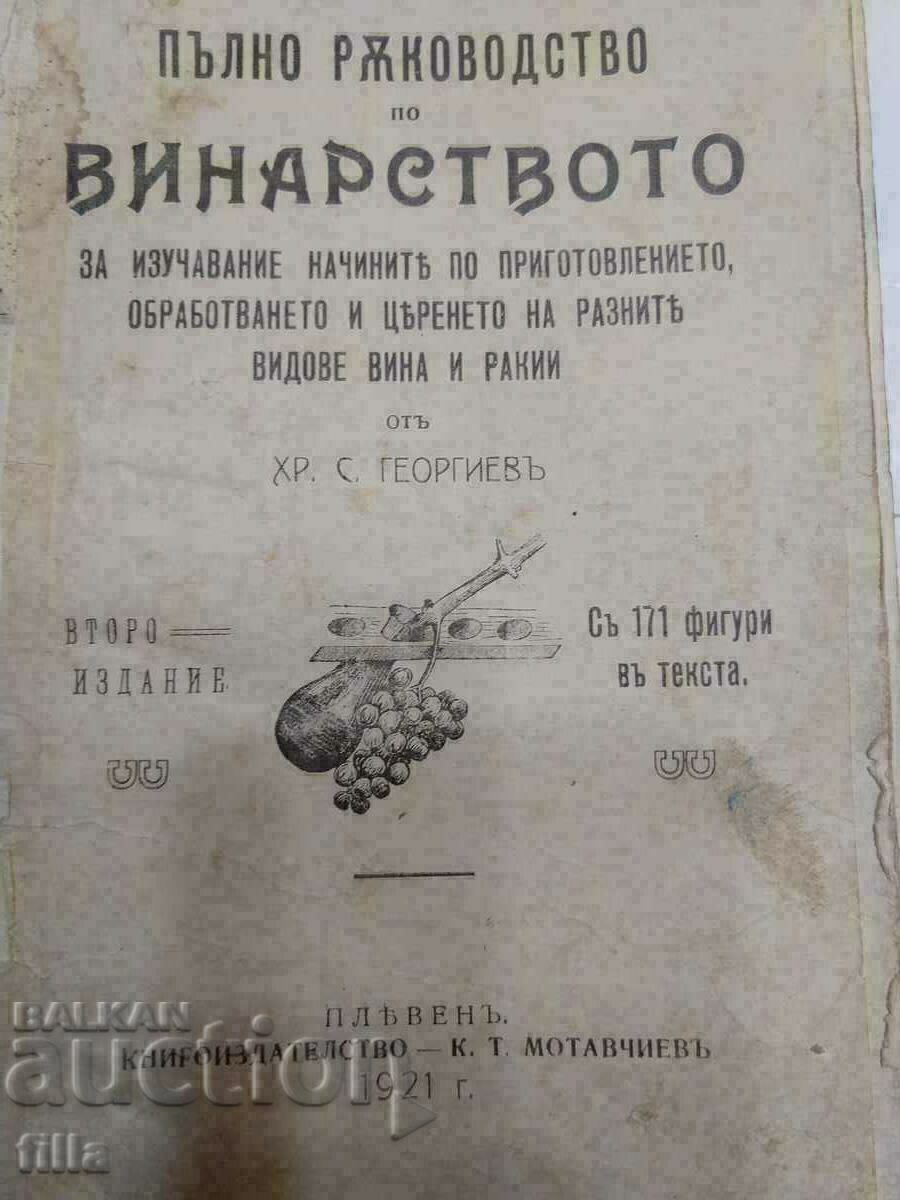 ПЪЛНО РѪКОВОДСТВО
ПО
ВИНАРСТВОТО
ЗА ИЗУЧАВАНИЕ НАЧИНИТѢ ПО ПРИГОТОВЛЕНИЕТО,
ОБРАБОТВАНЕТО И ЦѢРЕНЕТО НА РАЗНИТѢ
ВИДОВЕ ВИНА И РАКИИ
ОТЪ
ХР. С. ГЕОРГИЕВЪ
ВТОРО
ИЗДАНИЕ
Съ 171 фигури
въ текста.
ПЛѢВЕНЪ.
КНИГОИЗДАТЕЛСТВО — К. Т. МОТАВЧИЕВЪ
1921 г.
BALKAN
auction
filla